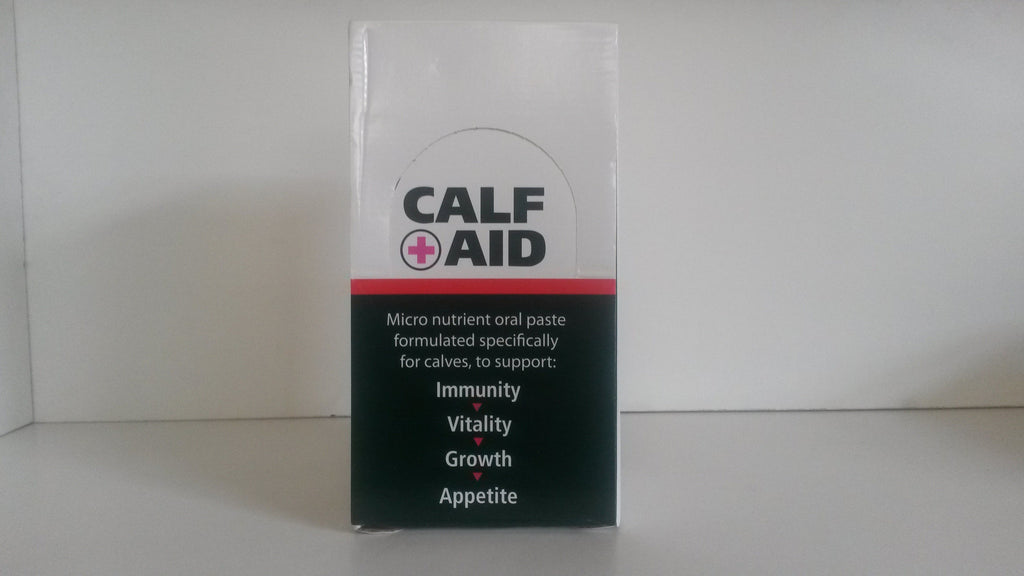 CALF
AID
Micro nutrient oral paste
formulated specifically
for calves, to support:
Immunity
Vitality
Growth
Appetite